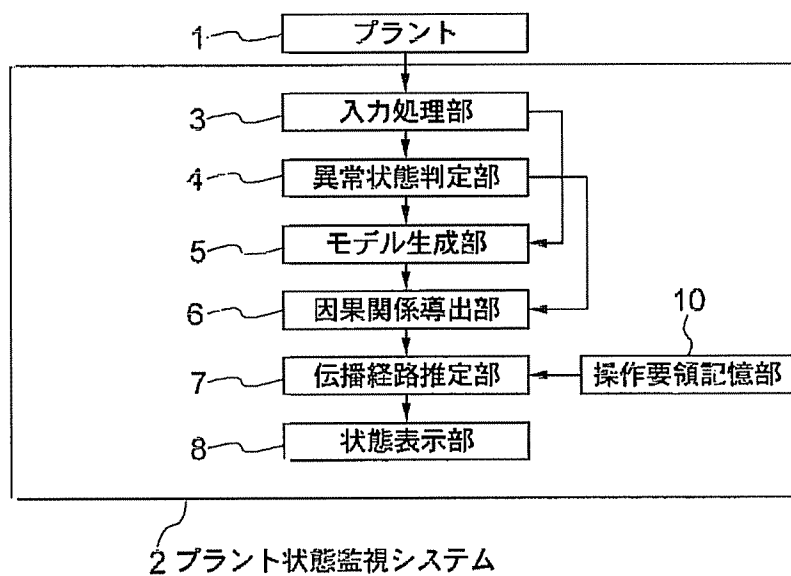 1 プラント
3 入力処理部
4 異常状態判定部
5 モデル生成部
6 因果関係導出部
10
7 伝播経路推定部 操作要領記憶部
8 状態表示部
2 プラント状態監視システム